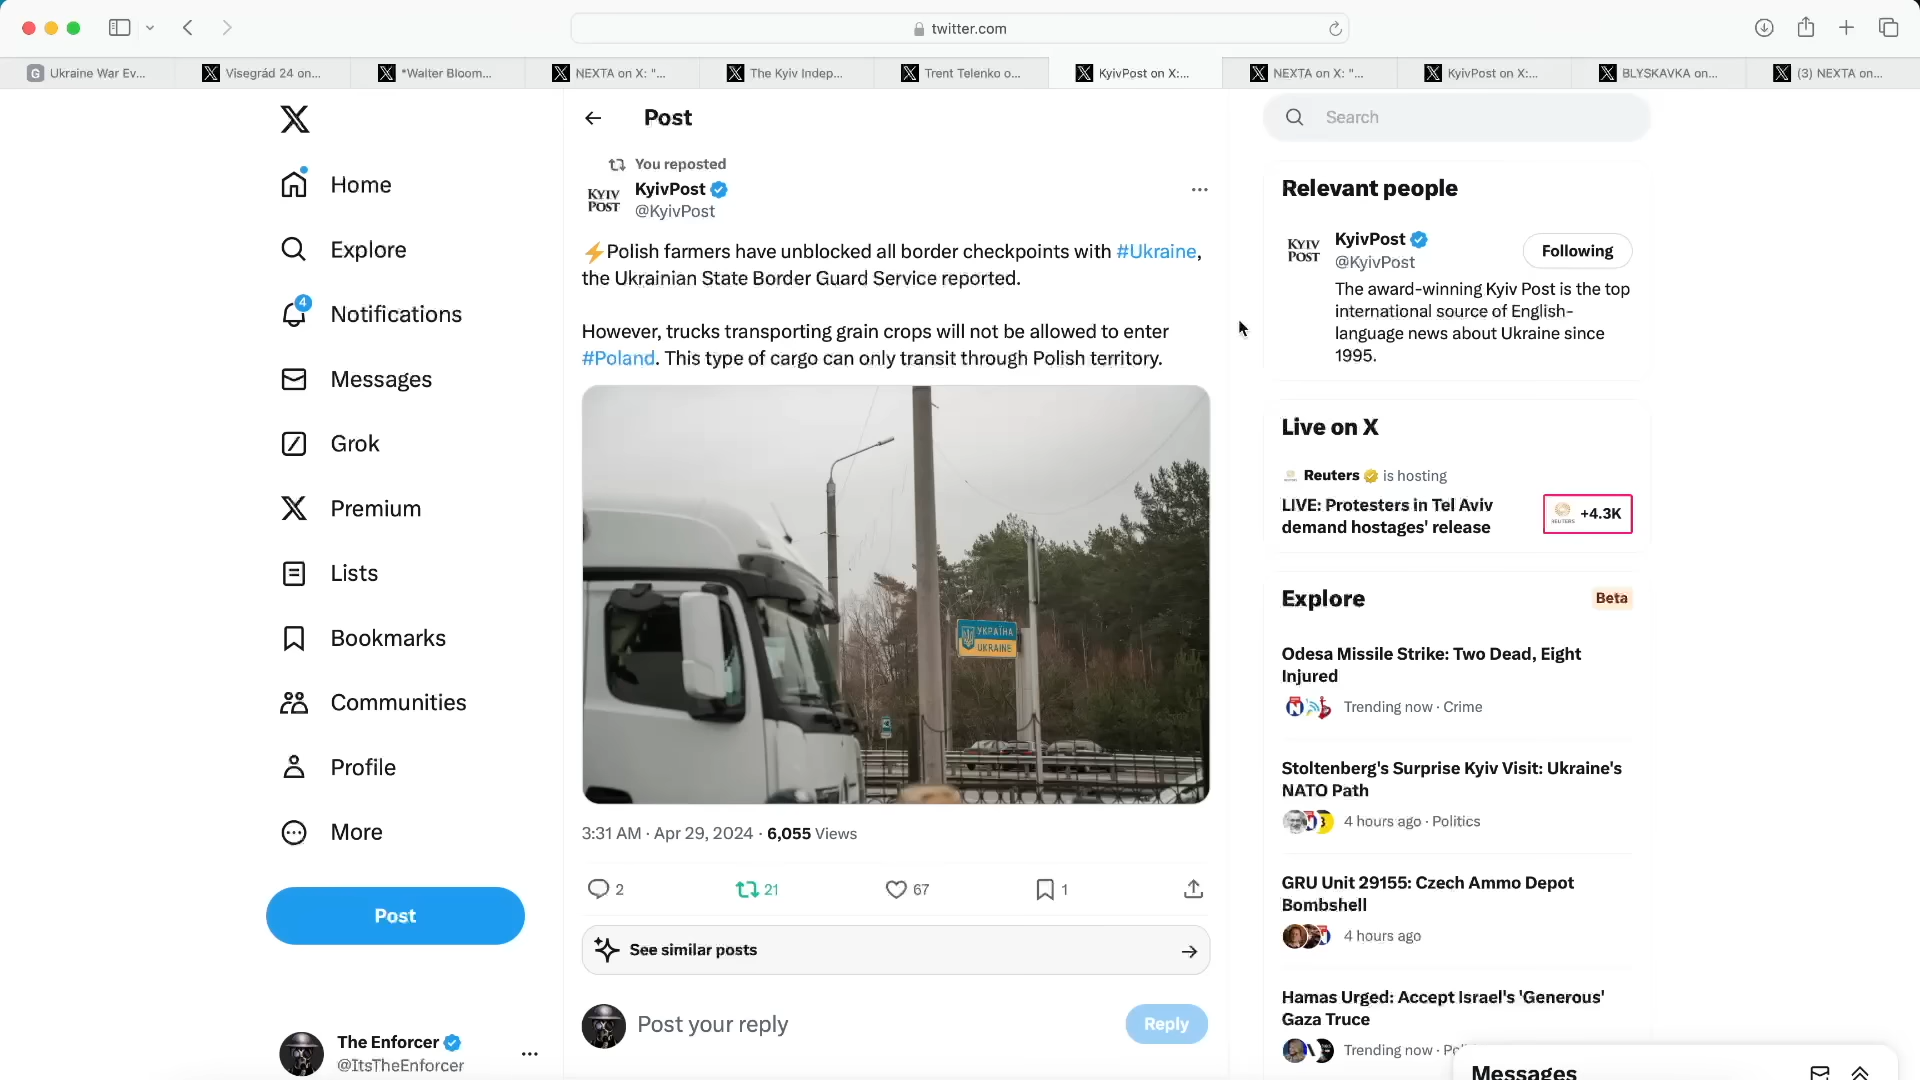 twitter.com
Ukraine War Ev...
Visegrád 24 on...
*Walter Bloom...
NEXTA on X: "...
The Kyiv Indep...
Trent Telenko o...
KyivPost on X:...
NEXTA on X: "...
KyivPost on X:...
BLYSKAVKA on...
(3) NEXTA on...
Home
Explore
4
Notifications
Messages
Grok
Premium
Lists
Bookmarks
Communities
Profile
More
Post
The Enforcer
@ItsTheEnforcer
Post
You reposted
KYIV
POST
KyivPost
@KyivPost
⚡Polish farmers have unblocked all border checkpoints with #Ukraine,
the Ukrainian State Border Guard Service reported.
However, trucks transporting grain crops will not be allowed to enter
#Poland. This type of cargo can only transit through Polish territory.
УКРАЇНА
UKRAINE
3:31 AM · Apr 29, 2024 · 6,055 Views
2
21
67
1
See similar posts
Post your reply
Reply
Search
Relevant people
KYIV
POST
KyivPost
@KyivPost
Following
The award-winning Kyiv Post is the top
international source of English-
language news about Ukraine since
1995.
Live on X
Reuters is hosting
LIVE: Protesters in Tel Aviv
demand hostages' release
REUTERS
+4.3K
Explore
Beta
Odesa Missile Strike: Two Dead, Eight
Injured
Trending now · Crime
Stoltenberg's Surprise Kyiv Visit: Ukraine's
NATO Path
4 hours ago · Politics
GRU Unit 29155: Czech Ammo Depot
Bombshell
4 hours ago
Hamas Urged: Accept Israel's 'Generous'
Gaza Truce
Trending now ·
Messages